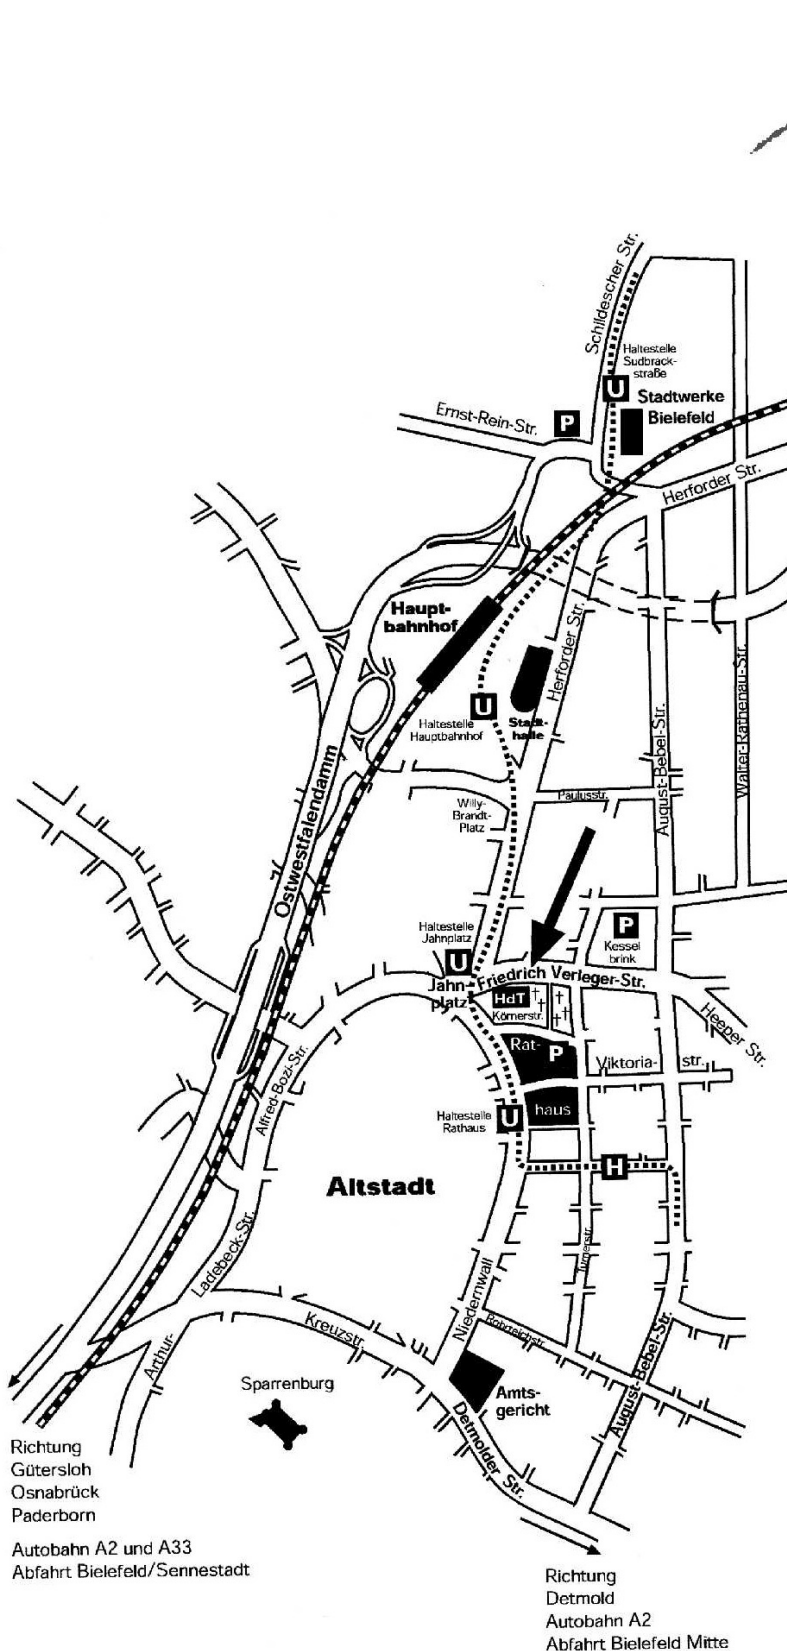 Schildescher Str.
Haltestelle
Sudbrack-
straße
U
Stadtwerke
Bielefeld
P
Ernst-Rein-Str.
Herforder Str.
Haupt-
bahnhof
Herforder Str.
U
Haltestelle
Hauptbahnhof
Stadt-
halle
August-Bebel-Str.
Walter-Rathenau-Str.
Ostwestfalendamm
Willy-
Brandt-
Platz
Paulusstr.
Haltestelle
Jahnplatz
U
P
Kessel
brink
Jahn-
platz
Friedrich Verleger-Str.
HdT
Körnerstr.
Heeper Str.
Rat-
P
haus
Viktoria-
str.
Alfred-Bozi-Str.
Haltestelle
Rathaus
U
H
Altstadt
Turnerstr.
Ladebeck-Str.
Arthur-
Niedernwall
Kreuzstr.
Rohrteichstr.
August-Bebel-Str.
Sparrenburg
Amts-
gericht
Detmolder Str.
Richtung
Gütersloh
Osnabrück
Paderborn
Autobahn A2 und A33
Abfahrt Bielefeld/Sennestadt
Richtung
Detmold
Autobahn A2
Abfahrt Bielefeld Mitte